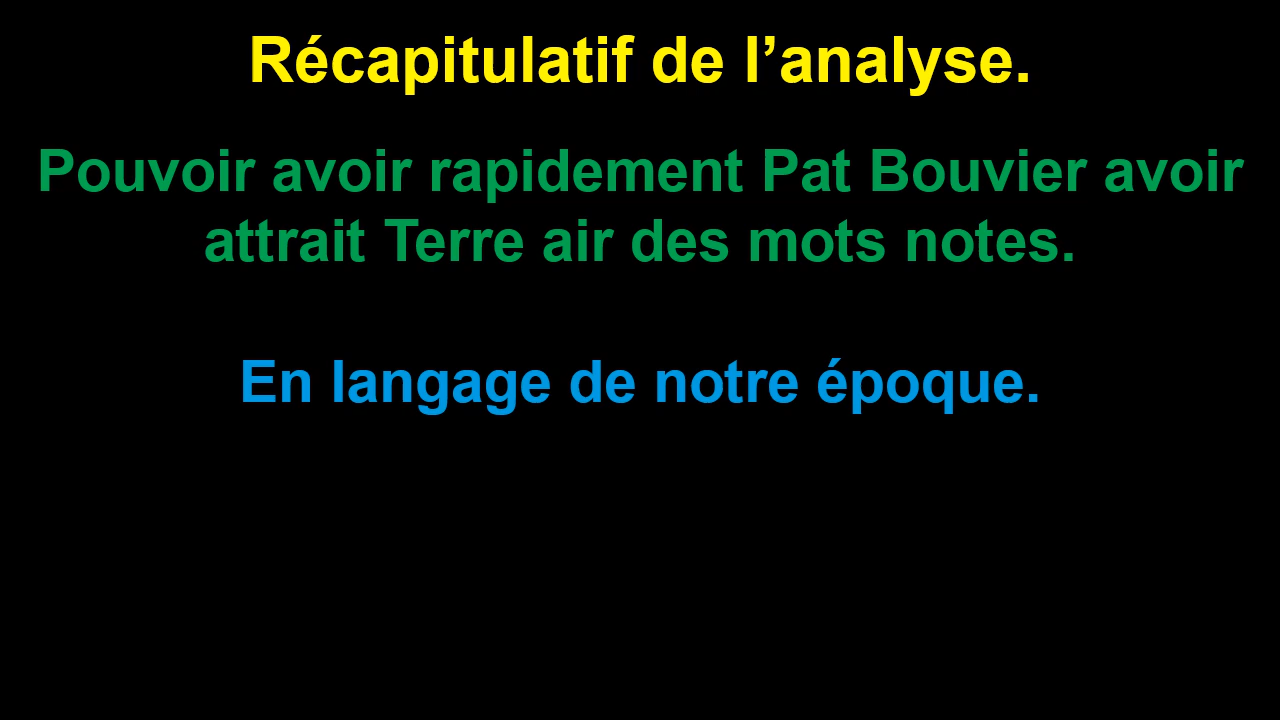 Récapitulatif de l’analyse.
Pouvoir avoir rapidement Pat Bouvier avoir
attrait Terre air des mots notes.
En langage de notre époque.